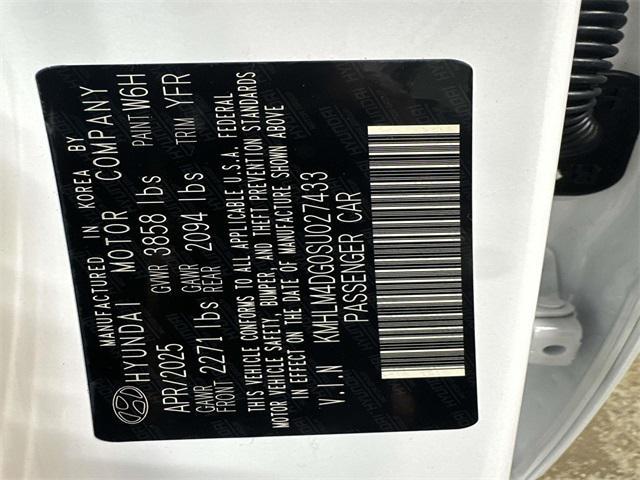 MANUFACTURED IN KOREA BY
HYUNDAI MOTOR COMPANY
APR/2025 GVWR 3858 lbs PAINT W6H
GAWR FRONT 2271 lbs GAWR REAR 2094 lbs TRIM YFR
THIS VEHICLE CONFORMS TO ALL APPLICABLE U.S.A. FEDERAL
MOTOR VEHICLE SAFETY, BUMPER, AND THEFT PREVENTION STANDARDS
IN EFFECT ON THE DATE OF MANUFACTURE SHOWN ABOVE
V.I.N KMHLM4DG0SU027433
PASSENGER CAR